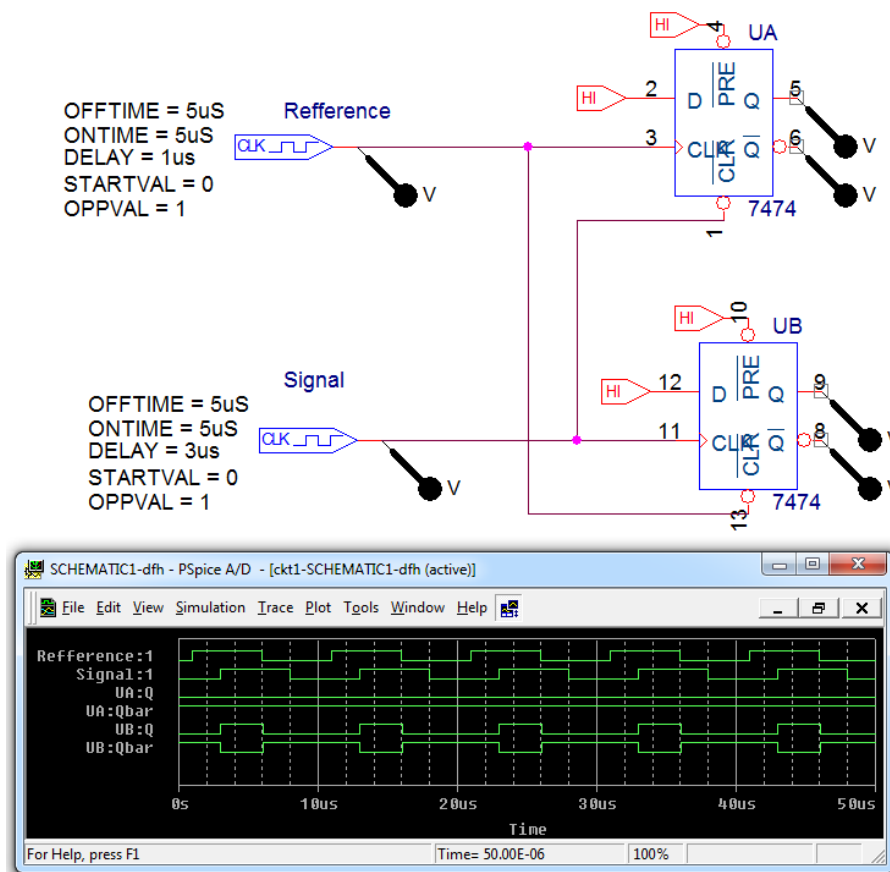 HI
4
UA
OFFTIME = 5uS
ONTIME = 5uS
DELAY = 1us
STARTVAL = 0
OPPVAL = 1
Refference
CLK
V
HI
2
3
D
PRE
Q
CLK
Q
CLR
5
6
V
V
1
7474
HI
10
UB
Signal
OFFTIME = 5uS
ONTIME = 5uS
DELAY = 3us
STARTVAL = 0
OPPVAL = 1
CLK
V
HI
12
11
D
PRE
Q
CLK
Q
CLR
9
8
V
V
13
7474
SCHEMATIC1-dfh - PSpice A/D - [ckt1-SCHEMATIC1-dfh (active)]
File Edit View Simulation Trace Plot Tools Window Help
Refference:1
Signal:1
UA:Q
UA:Qbar
UB:Q
UB:Qbar
0s 10us 20us 30us 40us 50us
Time
For Help, press F1 Time= 50.00E-06 100%